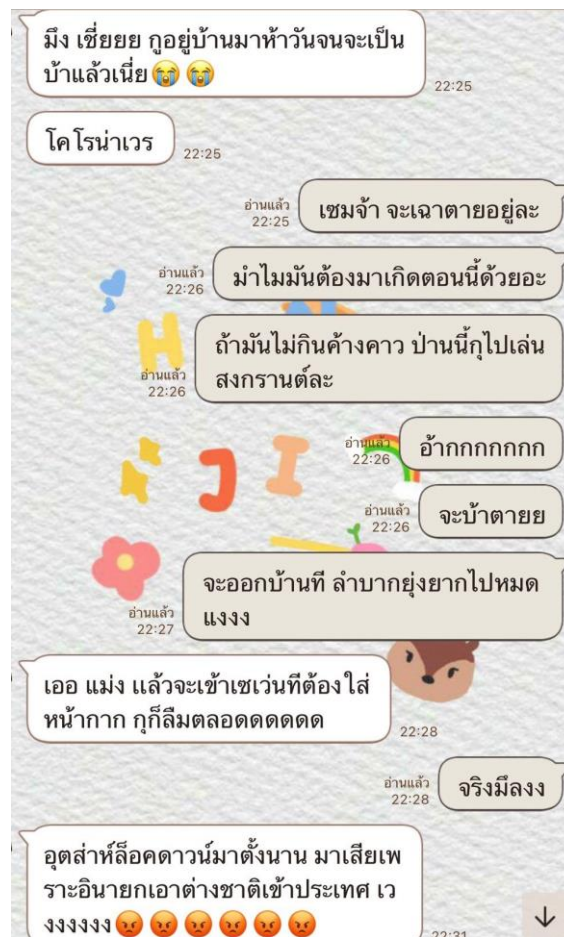 มึง เชี่ยยย กูอยู่บ้านมาห้าวันจนจะเป็น
บ้าแล้วเนี่ย😭😭
22:25
โคโรน่าเวร
22:25
อ่านแล้ว
22:25
เซมจ้า จะเฉาตายอยู่ละ
อ่านแล้ว
22:26
มำไมมันต้องมาเกิดตอนนี้ด้วยอะ
ถ้ามันไม่กินค้างคาว ป่านนี้กุไปเล่น
สงกรานต์ละ
อ่านแล้ว
22:26
อ่านแล้ว
22:26
อ้ากกกกกกก
อ่านแล้ว
22:26
จะบ้าตายย
จะออกบ้านที ลำบากยุ่งยากไปหมด
แงงง
อ่านแล้ว
22:27
เออ แม่ง แล้วจะเข้าเซเว่นทีต้องใส่
หน้ากาก กุก็ลืมตลอดดดดดด
22:28
อ่านแล้ว
22:28
จริงมึลงง
อุตส่าห์ล็อคดาวน์มาตั้งนาน มาเสียเพ
ราะอินายกเอาต่างชาติเข้าประเทศ เว
งงงงงง😡😡😡😡😡😡
22:31